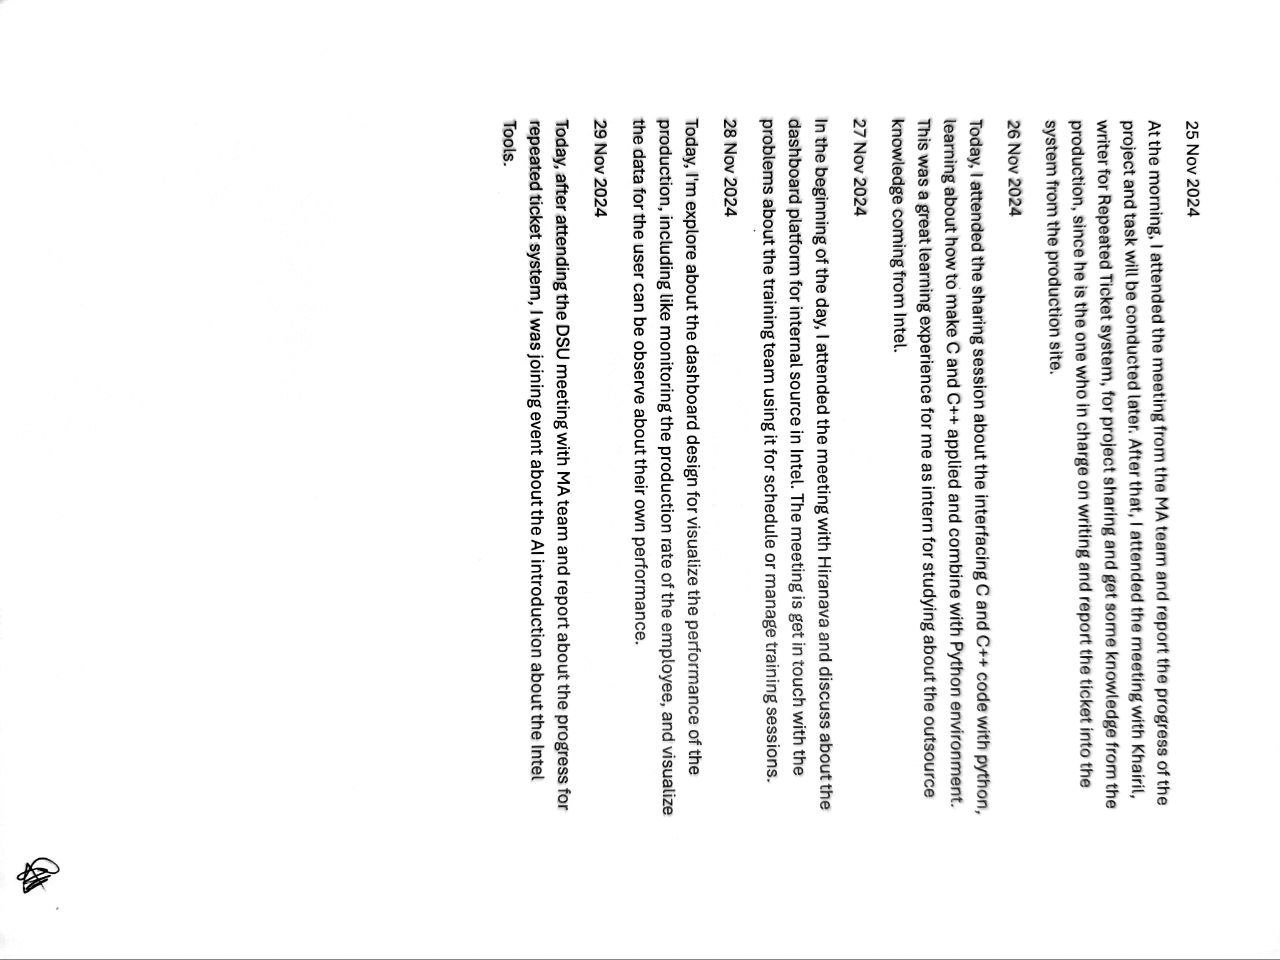 25 Nov 2024
At the morning, I attended the meeting from the MA team and report the progress of the
project and task will be conducted later. After that, I attended the meeting with Khairil,
writer for Repeated Ticket system, for project sharing and get some knowledge from the
production, since he is the one who in charge on writing and report the ticket into the
system from the production site.
26 Nov 2024
Today, I attended the sharing session about the interfacing C and C++ code with python,
learning about how to make C and C++ applied and combine with Python environment.
This was a great learning experience for me as intern for studying about the outsource
knowledge coming from Intel.
27 Nov 2024
In the beginning of the day, I attended the meeting with Hiranava and discuss about the
dashboard platform for internal source in Intel. The meeting is get in touch with the
problems about the training team using it for schedule or manage training sessions.
28 Nov 2024
Today, I'm explore about the dashboard design for visualize the performance of the
production, including like monitoring the production rate of the employee, and visualize
the data for the user can be observe about their own performance.
29 Nov 2024
Today, after attending the DSU meeting with MA team and report about the progress for
repeated ticket system, I was joining event about the AI introduction about the Intel
Tools.